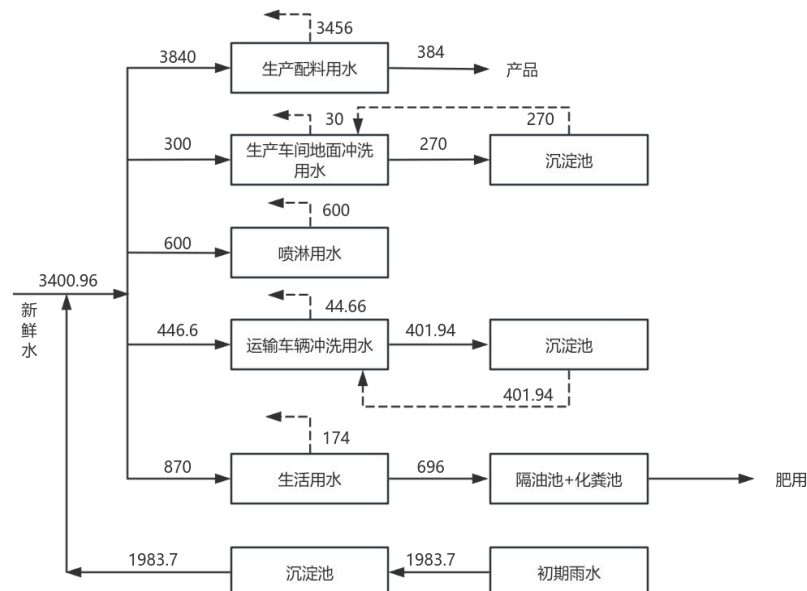 3456
3840
生产配料用水
384
产品
30
270
300
生产车间地面冲洗
用水
270
沉淀池
600
600
喷淋用水
3400.96
新
鲜
水
44.66
446.6
运输车辆冲洗用水
401.94
沉淀池
401.94
174
870
生活用水
696
隔油池+化粪池
肥用
1983.7
沉淀池
1983.7
初期雨水